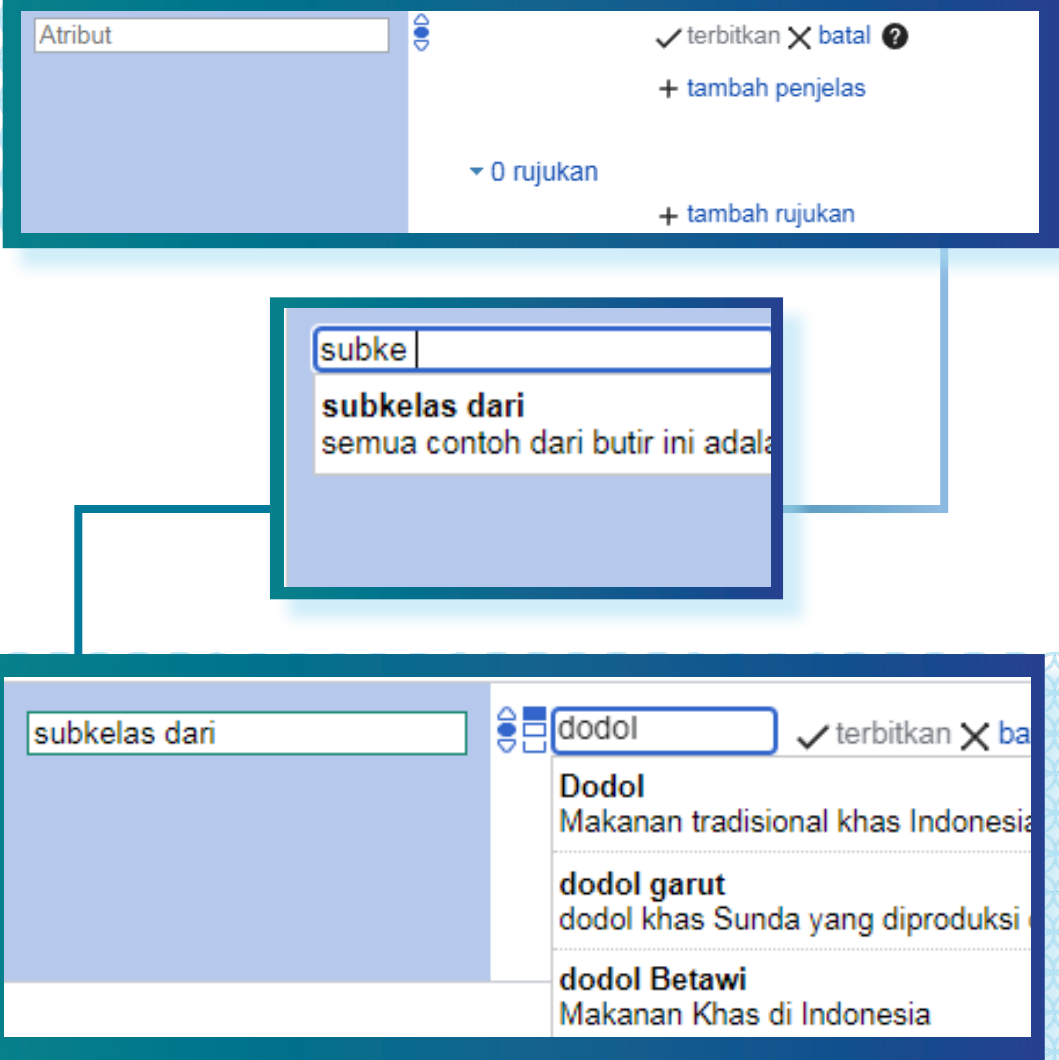 Atribut
terbitkan batal ?
+ tambah penjelas
0 rujukan
+ tambah rujukan
subke
subkelas dari
semua contoh dari butir ini adala
subkelas dari
dodol
terbitkan ba
Dodol
Makanan tradisional khas Indonesia
dodol garut
dodol khas Sunda yang diproduksi
dodol Betawi
Makanan Khas di Indonesia